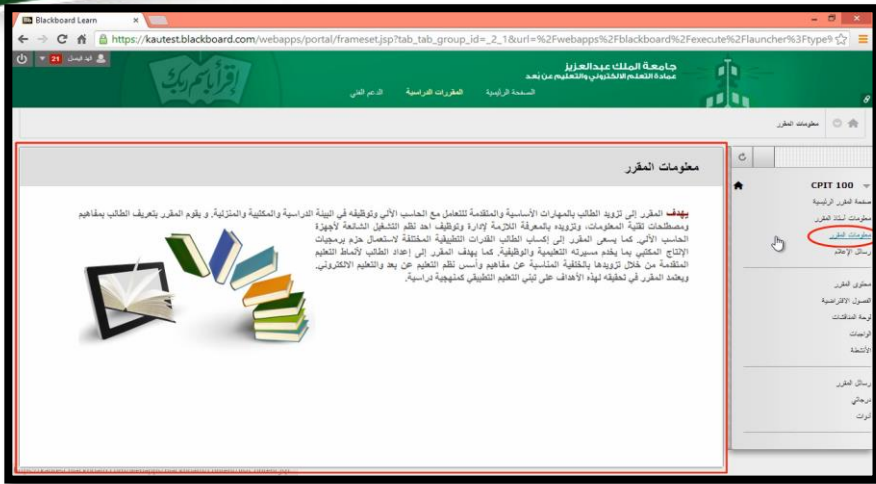 Blackboard Learn
https://kautest.blackboard.com/webapps/portal/frameset.jsp?tab_tab_group_id=_2_1&url=%2Fwebapps%2Fblackboard%2Fexecute%2Flauncher%3Ftype%
21
جامعة الملك عبدالعزيز
عمادة التعلم الالكتروني والتعليم عن بعد
اقرأ باسم ربك
الصفحة الرئيسية
المقررات الدراسية
الدعم الفني
معلومات المقرر
معلومات المقرر
يهدف المقرر إلى تزويد الطالب بالمهارات الأساسية والمتقدمة للتعامل مع الحاسب الآلي وتوظيفه في البيئة الدراسية والمكتبية والمنزلية. و يقوم المقرر بتعريف الطالب بمفاهيم
ومصطلحات تقنية المعلومات، وتزويده بالمعرفة اللازمة لإدارة وتوظيف احد نظم التشغيل الشائعة لأجهزة
الحاسب الآلي. كما يسعى المقرر إلى إكساب الطالب القدرات التطبيقية المختلفة لاستعمال حزم برمجيات
الإنتاج المكتبي بما يخدم مسيرته التعليمية والوظيفية. كما يهدف المقرر إلى إعداد الطالب لأنماط التعليم
المتقدمة من خلال تزويدها بالخلفية المناسبة عن مفاهيم وأسس نظم التعليم عن بعد والتعليم الالكتروني.
ويعتمد المقرر في تحقيقه لهذه الأهداف على تبني التعليم التطبيقي كمنهجية دراسية.
CPIT 100
صفحة المقرر الرئيسية
معلومات أستاذ المقرر
معلومات المقرر
رسائل الإعلام
محتوى المقرر
الفصول الافتراضية
لوحة المناقشات
الواجبات
الأنشطة
رسائل المقرر
درجاتي
أدوات